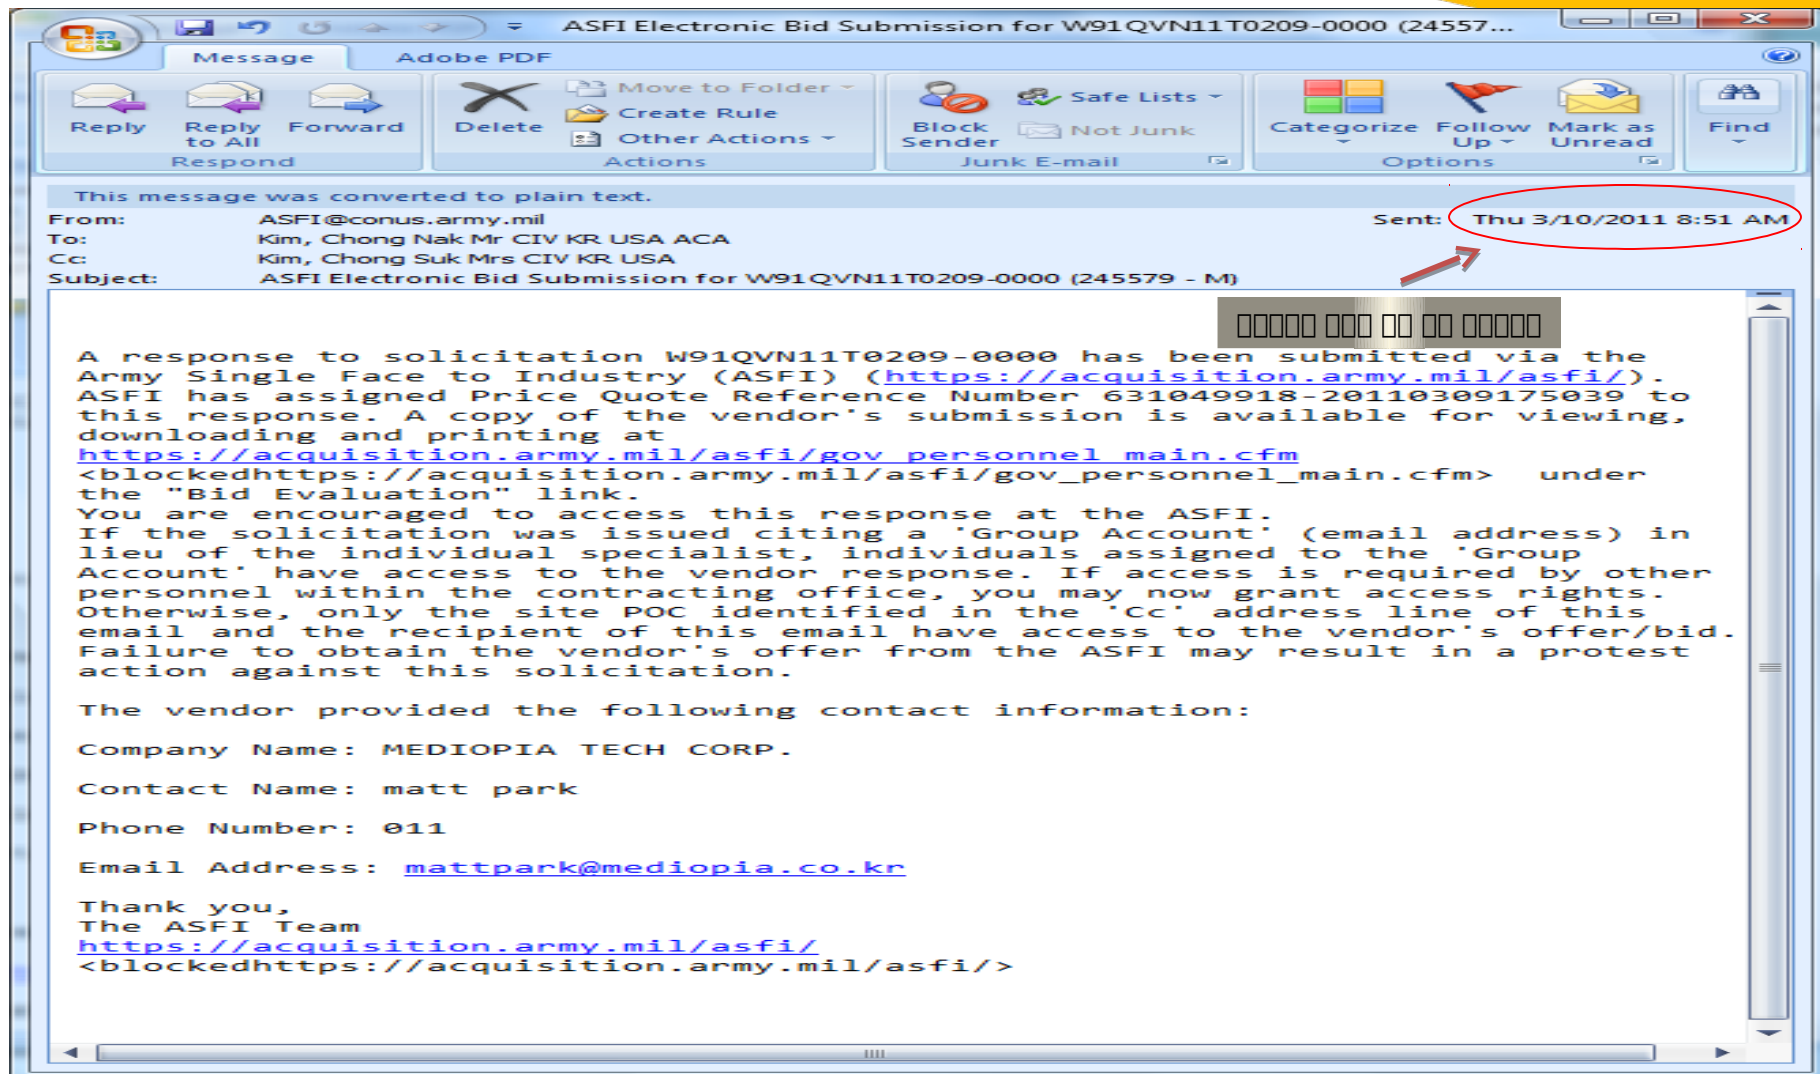 ASFI Electronic Bid Submission for W91QVN11T0209-0000 (24557...
Message Adobe PDF
Reply Reply to All Forward Delete Move to Folder Create Rule Other Actions Block Sender Safe Lists Not Junk Categorize Follow Up Mark as Unread Find
Respond Actions Junk E-mail Options
This message was converted to plain text.
From: ASFI@conus.army.mil Sent: Thu 3/10/2011 8:51 AM
To: Kim, Chong Nak Mr CIV KR USA ACA
Cc: Kim, Chong Suk Mrs CIV KR USA
Subject: ASFI Electronic Bid Submission for W91QVN11T0209-0000 (245579 - M)
A response to solicitation W91QVN11T0209-0000 has been submitted via the
Army Single Face to Industry (ASFI) (https://acquisition.army.mil/asfi/).
ASFI has assigned Price Quote Reference Number 631049918-20110309175039 to
this response. A copy of the vendor's submission is available for viewing,
downloading and printing at
https://acquisition.army.mil/asfi/gov_personnel_main.cfm
<blockedhttps://acquisition.army.mil/asfi/gov_personnel_main.cfm> under
the "Bid Evaluation" link.
You are encouraged to access this response at the ASFI.
If the solicitation was issued citing a 'Group Account' (email address) in
lieu of the individual specialist, individuals assigned to the 'Group
Account' have access to the vendor response. If access is required by other
personnel within the contracting office, you may now grant access rights.
Otherwise, only the site POC identified in the 'Cc' address line of this
email and the recipient of this email have access to the vendor's offer/bid.
Failure to obtain the vendor's offer from the ASFI may result in a protest
action against this solicitation.
The vendor provided the following contact information:
Company Name: MEDIOPIA TECH CORP.
Contact Name: matt park
Phone Number: 011
Email Address: mattpark@mediopia.co.kr
Thank you,
The ASFI Team
https://acquisition.army.mil/asfi/
<blockedhttps://acquisition.army.mil/asfi/>